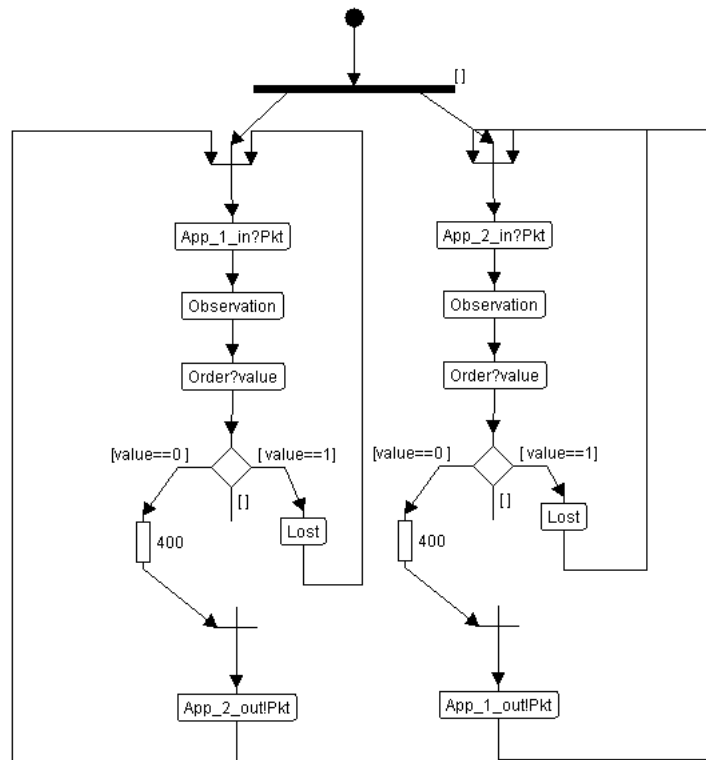 [ ]
App_1_in?Pkt
App_2_in?Pkt
Observation
Observation
Order?value
Order?value
[value==0 ]
[ value==1]
[value==0 ]
[ value==1]
[ ]
[ ]
400
Lost
400
Lost
App_2_out!Pkt
App_1_out!Pkt